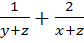 1/(y+z) + 2/(x+z)